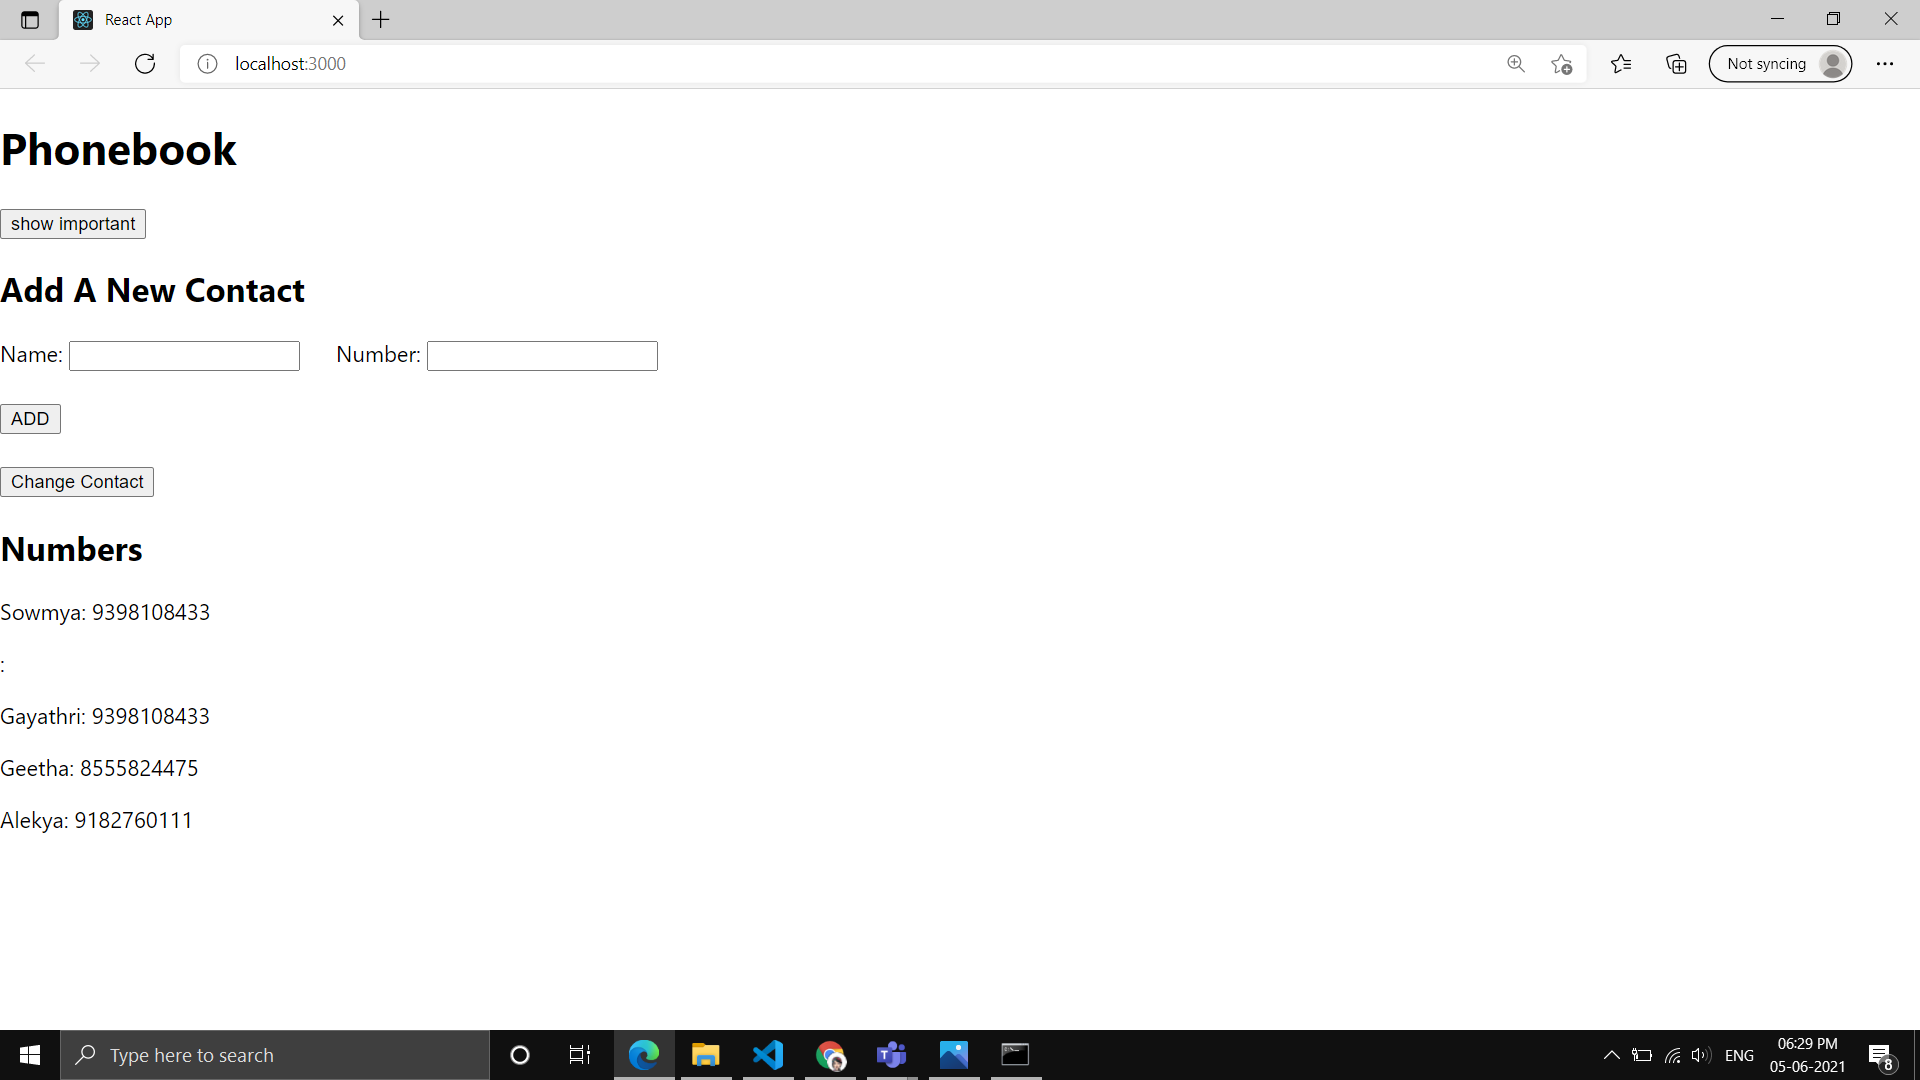 React App
localhost:3000
Not syncing
Phonebook
show important
Add A New Contact
Name: Number:
ADD
Change Contact
Numbers
Sowmya: 9398108433
:
Gayathri: 9398108433
Geetha: 8555824475
Alekya: 9182760111
Type here to search
ENG
06:29 PM
05-06-2021
8